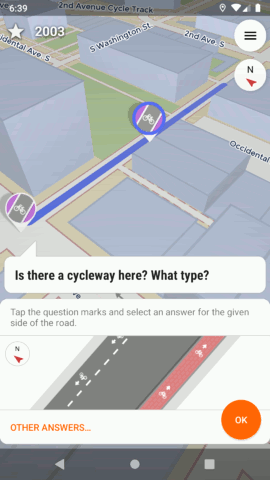 6:39
2nd Avenue Cycle Track
2003
S Washington St
2nd Ave. S
Occidental Ave. S
N
Occidental
Is there a cycleway here? What type?
Tap the question marks and select an answer for the given
side of the road.
N
OTHER ANSWERS...
OK